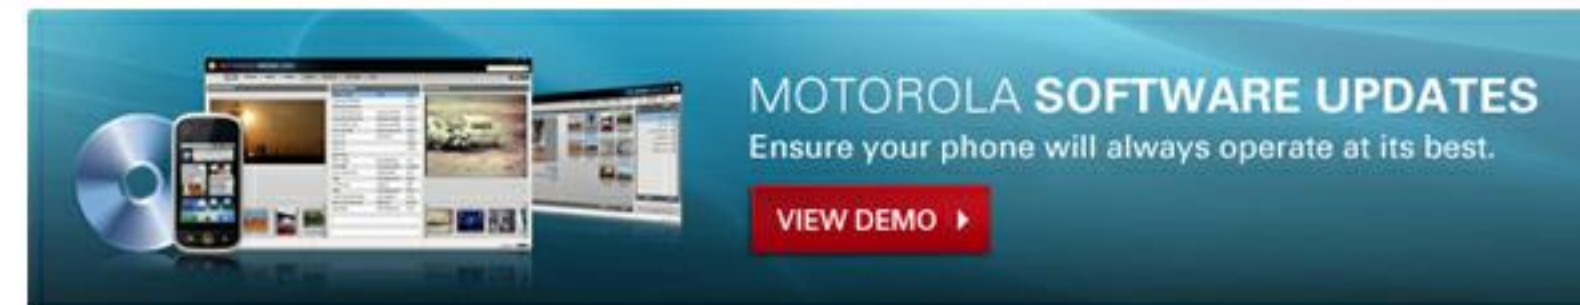 MOTOROLA SOFTWARE UPDATES
Ensure your phone will always operate at its best.
VIEW DEMO